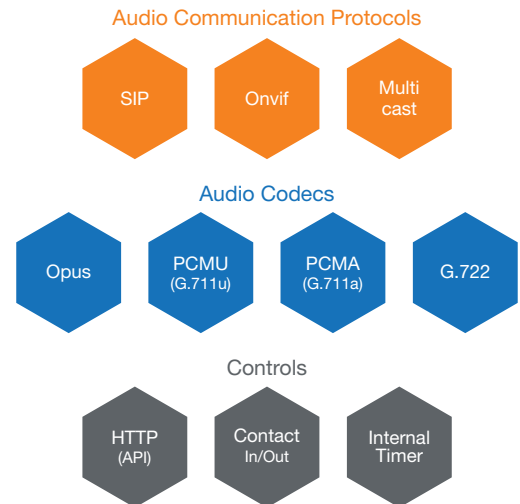 Audio Communication Protocols
SIP
Onvif
Multi
cast
Audio Codecs
Opus
PCMU
(G.711u)
PCMA
(G.711a)
G.722
Controls
HTTP
(API)
Contact
In/Out
Internal
Timer